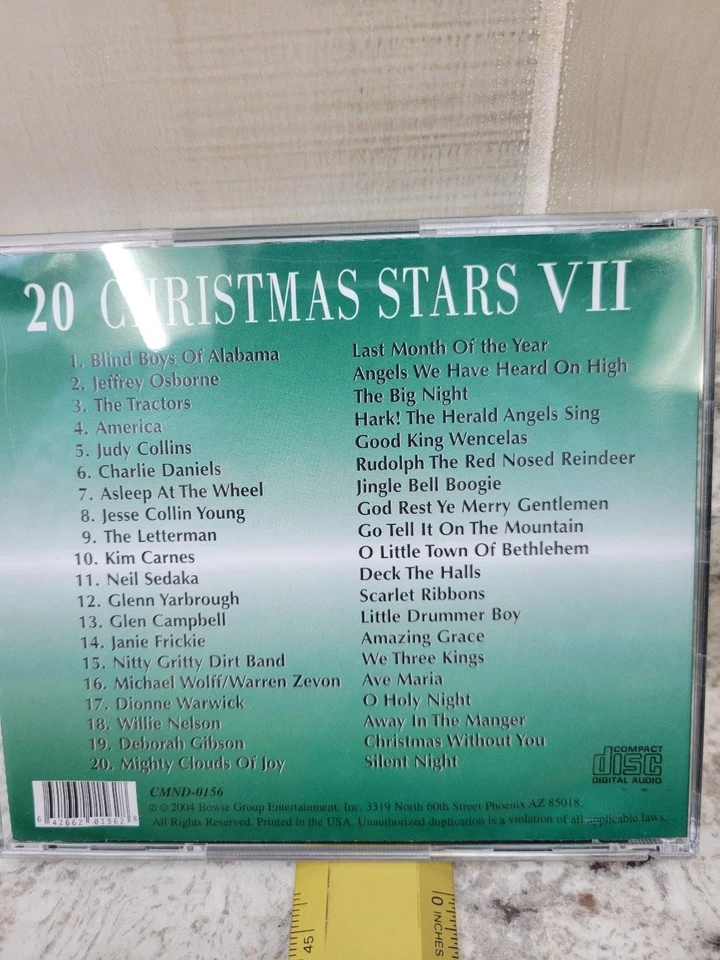 20 CHRISTMAS STARS VII
1. Blind Boys Of Alabama Last Month Of the Year
2. Jeffrey Osborne Angels We Have Heard On High
3. The Tractors The Big Night
4. America Hark! The Herald Angels Sing
5. Judy Collins Good King Wencelas
6. Charlie Daniels Rudolph The Red Nosed Reindeer
7. Asleep At The Wheel Jingle Bell Boogie
8. Jesse Collin Young God Rest Ye Merry Gentlemen
9. The Letterman Go Tell It On The Mountain
10. Kim Carnes O Little Town Of Bethlehem
11. Neil Sedaka Deck The Halls
12. Glenn Yarbrough Scarlet Ribbons
13. Glen Campbell Little Drummer Boy
14. Janie Frickie Amazing Grace
15. Nitty Gritty Dirt Band We Three Kings
16. Michael Wolff/Warren Zevon Ave Maria
17. Dionne Warwick O Holy Night
18. Willie Nelson Away In The Manger
19. Deborah Gibson Christmas Without You
20. Mighty Clouds Of Joy Silent Night
COMPACT
disc
DIGITAL AUDIO
CMND-0156
℗ © 2004 Bowie Group Entertainment, Inc. 3319 North 60th Street Phoenix AZ 85018.
All Rights Reserved. Printed in the USA. Unauthorized duplication is a violation of all applicable laws.
6 42662 01562 8
45
0 INCHES